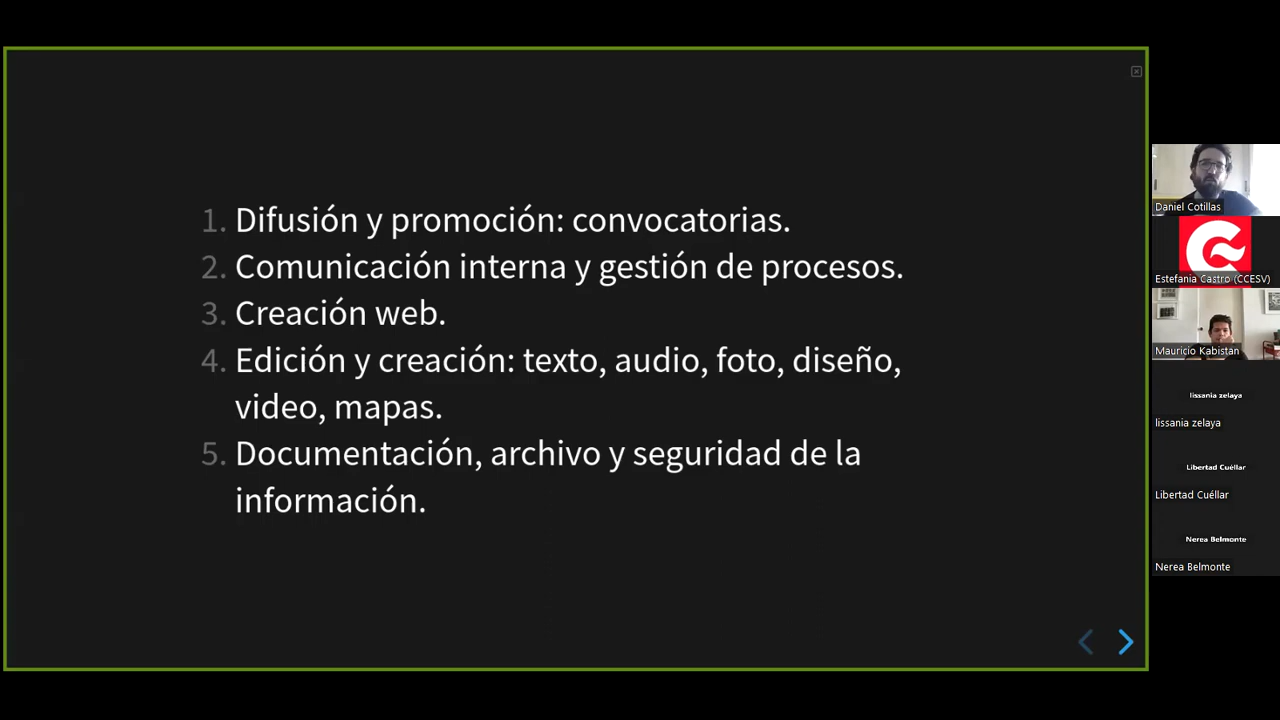 1. Difusión y promoción: convocatorias.
2. Comunicación interna y gestión de procesos.
3. Creación web.
4. Edición y creación: texto, audio, foto, diseño,
video, mapas.
5. Documentación, archivo y seguridad de la
información.
Daniel Cotillas
Estefania Castro (CCESV)
Mauricio Kabistan
lissania zelaya
lissania zelaya
Libertad Cuéllar
Libertad Cuéllar
Nerea Belmonte
Nerea Belmonte